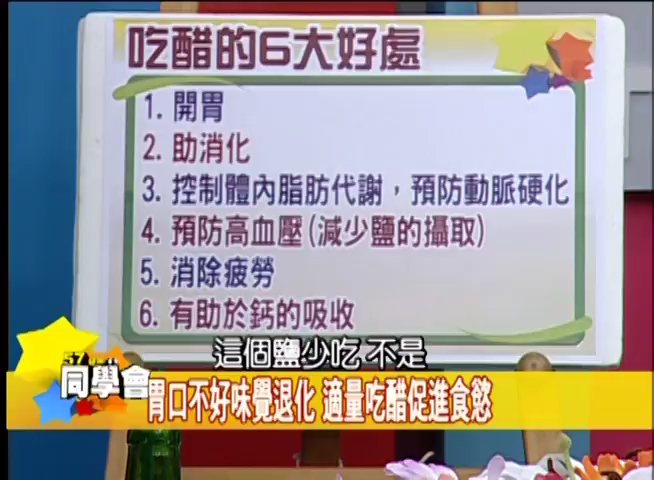 吃醋的6大好處
1. 開胃
2. 助消化
3. 控制體內脂肪代謝，預防動脈硬化
4. 預防高血壓(減少鹽的攝取)
5. 消除疲勞
6. 有助於鈣的吸收
這個鹽少吃 不是
57
同學會
胃口不好味覺退化 適量吃醋促進食慾